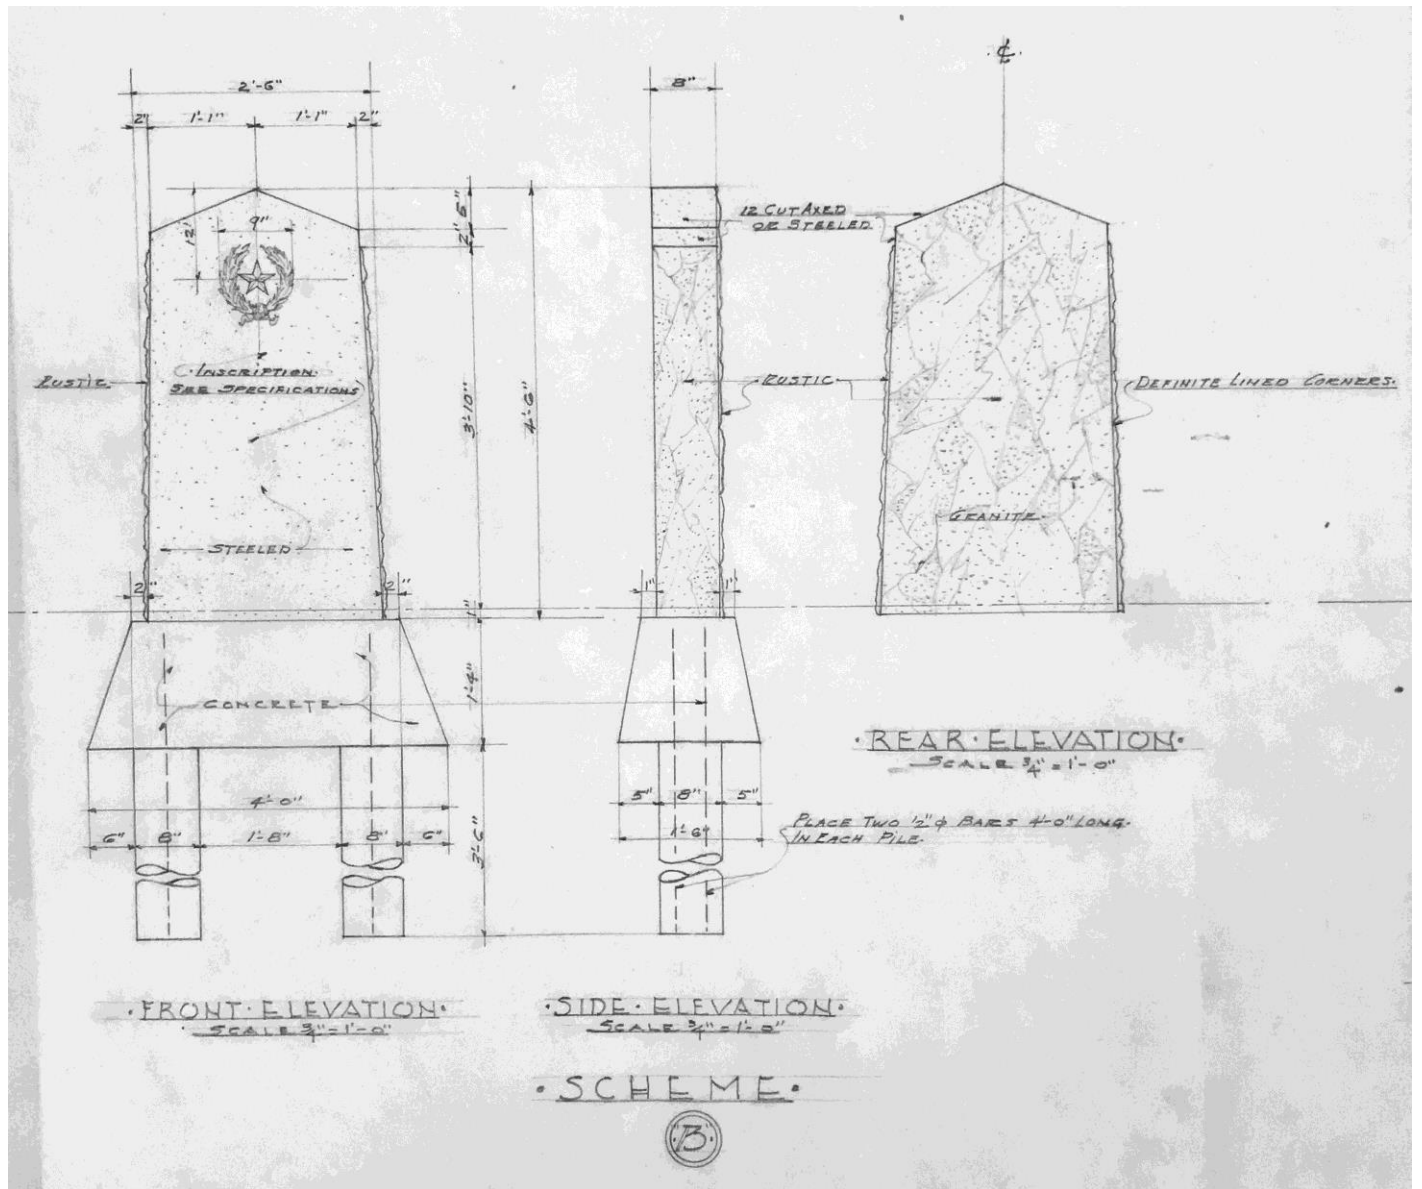 ℄
2'-6"
8"
2" 1'-1" 1'-1" 2"
6"
2"
9"
12"
12 CUT AXED
OR STEELED
·INSCRIPTION·
SEE SPECIFICATIONS
RUSTIC
·RUSTIC·
DEFINITE LINED CORNERS·
3'-10"
4'-6"
GRANITE·
STEELED
2" 2" 1" 1"
1"
1'-4"
CONCRETE
·REAR·ELEVATION·
SCALE ¾" = 1'-0"
4'-0"
5" 8" 5"
6" 8" 1'-8" 8" 6"
1'-6"
3'-6"
PLACE TWO ½" φ BARS 4'-0" LONG·
IN EACH PILE·
·FRONT·ELEVATION·
SCALE ¾" = 1'-0"
·SIDE·ELEVATION·
SCALE ¾" = 1'-0"
·SCHEME·
"B"